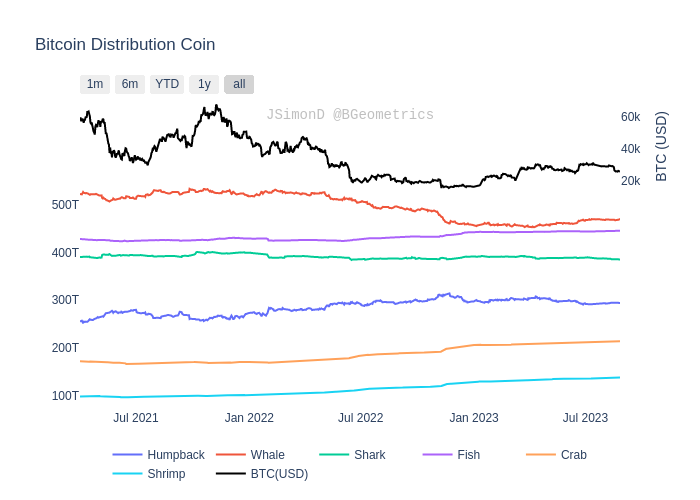 Bitcoin Distribution Coin
1m 6m YTD 1y all
JSimonD @BGeometrics
60k
40k
20k
BTC (USD)
500T
400T
300T
200T
100T
Jul 2021 Jan 2022 Jul 2022 Jan 2023 Jul 2023
Humpback Whale Shark Fish Crab
Shrimp BTC(USD)